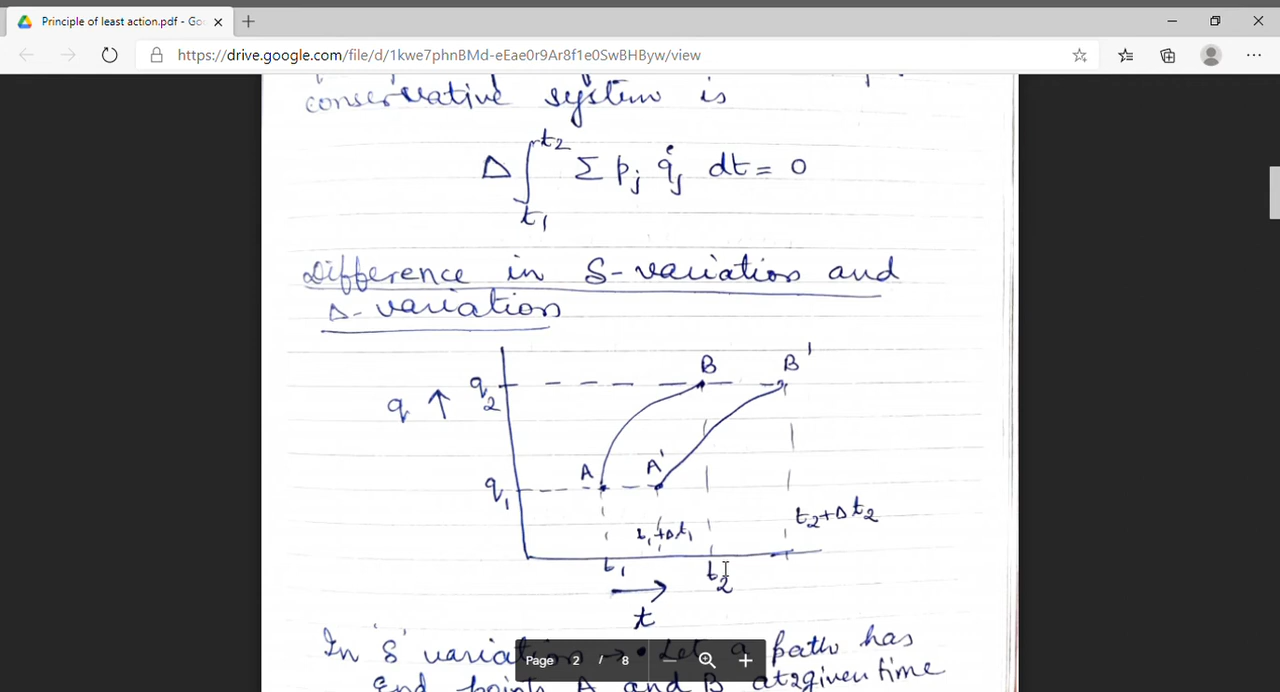 Principle of least action.pdf - Go
https://drive.google.com/file/d/1kwe7phnBMd-eEae0r9Ar8f1e0SwBHByw/view
conservative system is
Δ ∫ t₁ t₂ Σ pⱼ q̇ⱼ dt = 0
Difference in δ-variation and
Δ-variation
B B'
q₂
q ↑
A A'
q₁
t₂+Δt₂
t₁+Δt₁
t₁ t₂
→
t
In 'δ' variation → • Let a path has
Page 2 / 8
End points A and B at 2 given time